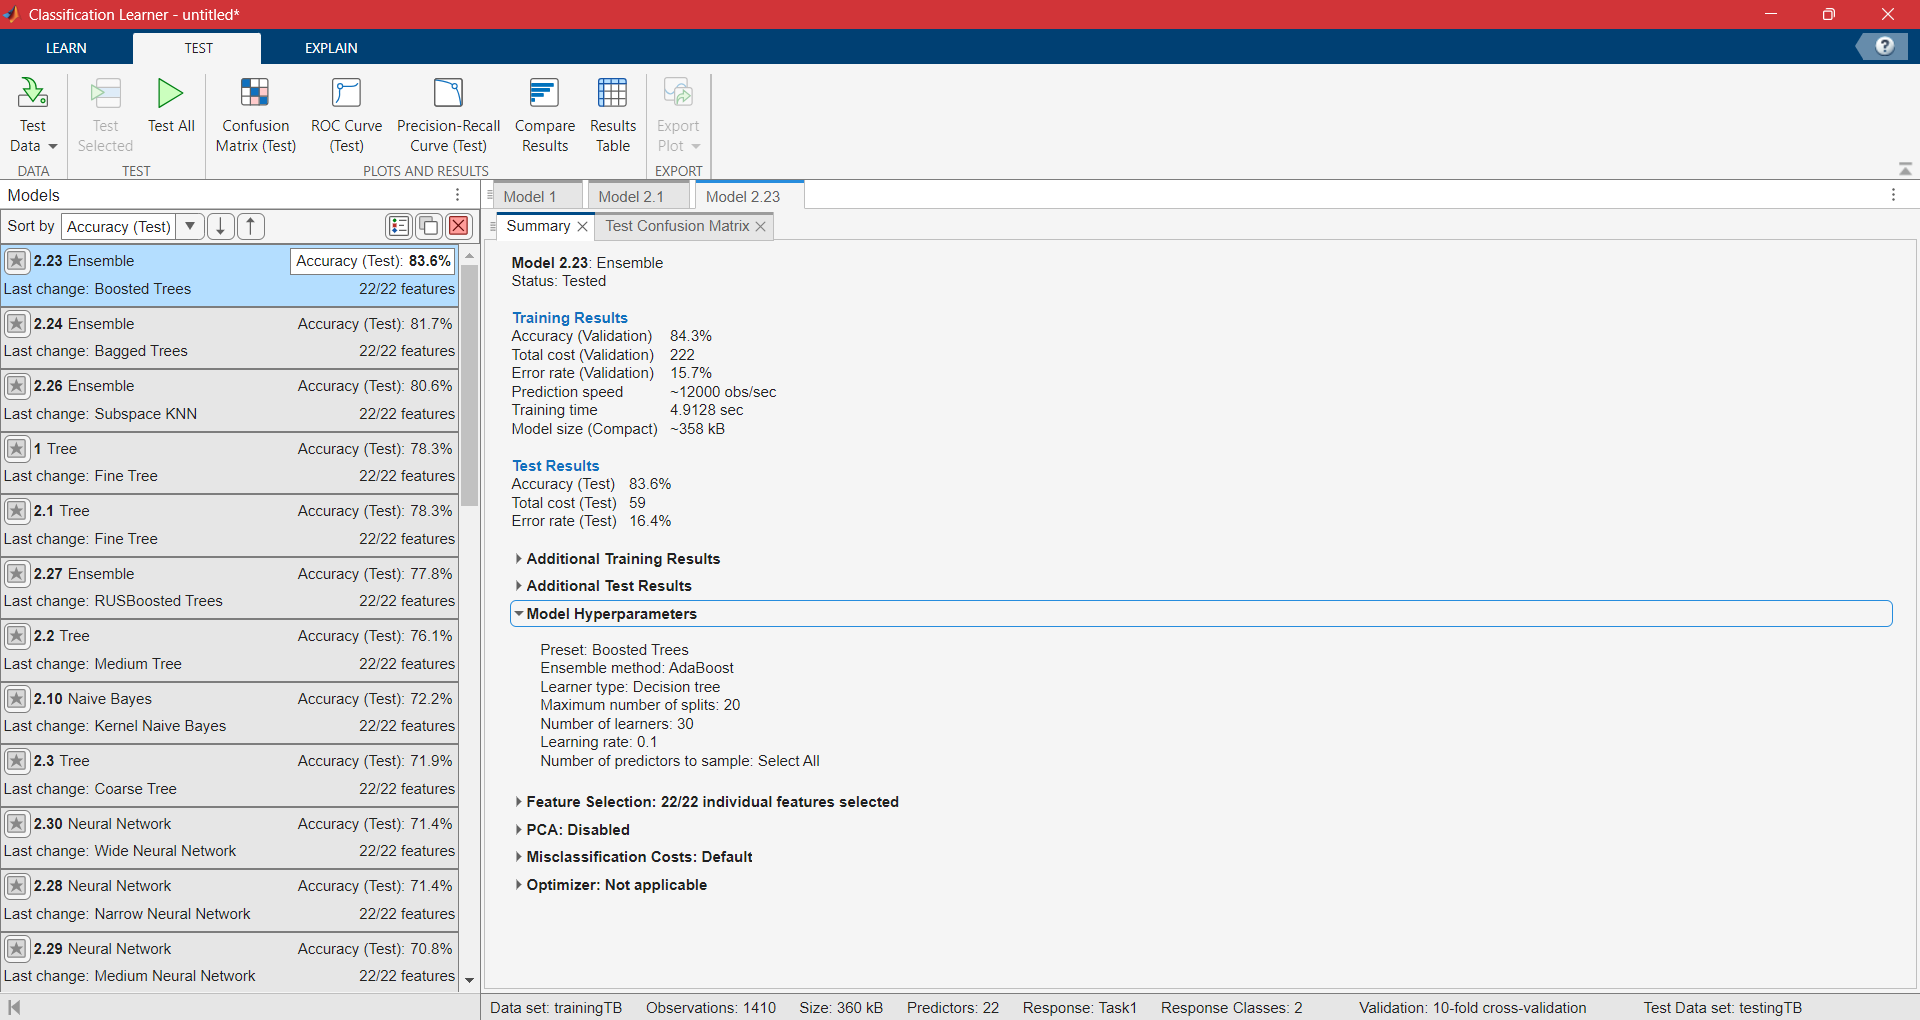 Classification Learner - untitled*
LEARN
TEST
EXPLAIN
?
Test Data
Test Selected
Test All
Confusion Matrix (Test)
ROC Curve (Test)
Precision-Recall Curve (Test)
Compare Results
Results Table
Export Plot
DATA
TEST
PLOTS AND RESULTS
EXPORT
Models
Sort by Accuracy (Test)
2.23 Ensemble Accuracy (Test): 83.6%
Last change: Boosted Trees 22/22 features
2.24 Ensemble Accuracy (Test): 81.7%
Last change: Bagged Trees 22/22 features
2.26 Ensemble Accuracy (Test): 80.6%
Last change: Subspace KNN 22/22 features
1 Tree Accuracy (Test): 78.3%
Last change: Fine Tree 22/22 features
2.1 Tree Accuracy (Test): 78.3%
Last change: Fine Tree 22/22 features
2.27 Ensemble Accuracy (Test): 77.8%
Last change: RUSBoosted Trees 22/22 features
2.2 Tree Accuracy (Test): 76.1%
Last change: Medium Tree 22/22 features
2.10 Naive Bayes Accuracy (Test): 72.2%
Last change: Kernel Naive Bayes 22/22 features
2.3 Tree Accuracy (Test): 71.9%
Last change: Coarse Tree 22/22 features
2.30 Neural Network Accuracy (Test): 71.4%
Last change: Wide Neural Network 22/22 features
2.28 Neural Network Accuracy (Test): 71.4%
Last change: Narrow Neural Network 22/22 features
2.29 Neural Network Accuracy (Test): 70.8%
Last change: Medium Neural Network 22/22 features
Model 1
Model 2.1
Model 2.23
Summary
Test Confusion Matrix
Model 2.23: Ensemble
Status: Tested
Training Results
Accuracy (Validation) 84.3%
Total cost (Validation) 222
Error rate (Validation) 15.7%
Prediction speed ~12000 obs/sec
Training time 4.9128 sec
Model size (Compact) ~358 kB
Test Results
Accuracy (Test) 83.6%
Total cost (Test) 59
Error rate (Test) 16.4%
Additional Training Results
Additional Test Results
Model Hyperparameters
Preset: Boosted Trees
Ensemble method: AdaBoost
Learner type: Decision tree
Maximum number of splits: 20
Number of learners: 30
Learning rate: 0.1
Number of predictors to sample: Select All
Feature Selection: 22/22 individual features selected
PCA: Disabled
Misclassification Costs: Default
Optimizer: Not applicable
Data set: trainingTB Observations: 1410 Size: 360 kB Predictors: 22 Response: Task1 Response Classes: 2 Validation: 10-fold cross-validation Test Data set: testingTB